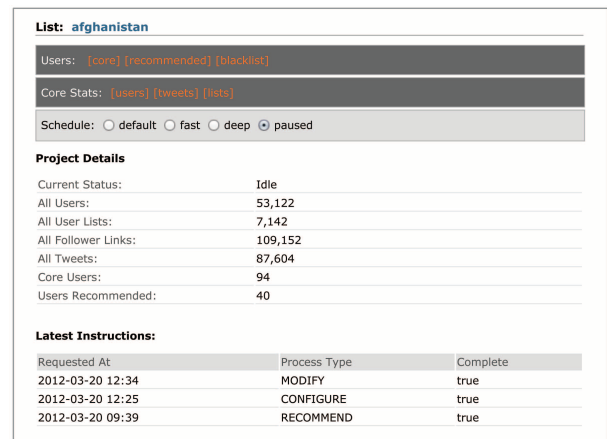 List: afghanistan
Users: [core] [recommended] [blacklist]
Core Stats: [users] [tweets] [lists]
Schedule: default fast deep paused
Project Details
Current Status: Idle
All Users: 53,122
All User Lists: 7,142
All Follower Links: 109,152
All Tweets: 87,604
Core Users: 94
Users Recommended: 40
Latest Instructions:
Requested At Process Type Complete
2012-03-20 12:34 MODIFY true
2012-03-20 12:25 CONFIGURE true
2012-03-20 09:39 RECOMMEND true